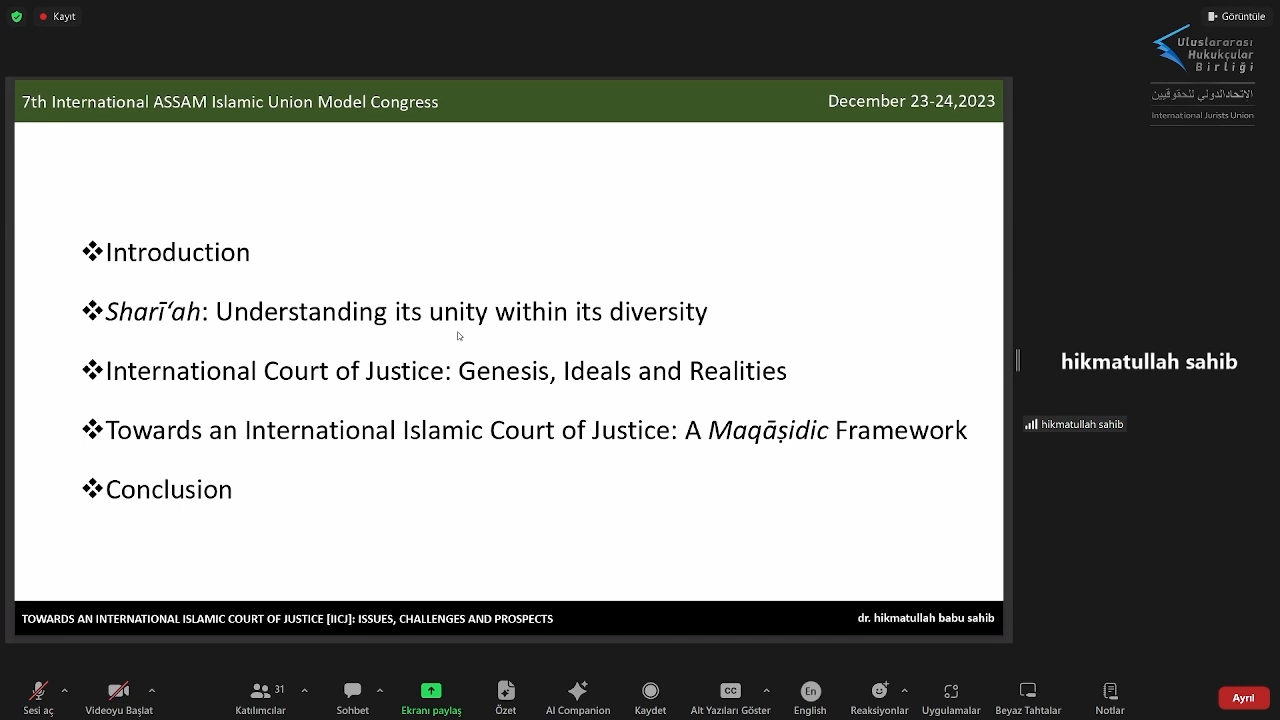 Kayıt
Görüntüle
Uluslararası
Hukukçular
Birliği
الاتحاد الدولي للحقوقيين
International Jurists Union
7th International ASSAM Islamic Union Model Congress
December 23-24,2023
❖Introduction
❖Sharī‘ah: Understanding its unity within its diversity
❖International Court of Justice: Genesis, Ideals and Realities
❖Towards an International Islamic Court of Justice: A Maqāṣidic Framework
❖Conclusion
TOWARDS AN INTERNATIONAL ISLAMIC COURT OF JUSTICE [IICJ]: ISSUES, CHALLENGES AND PROSPECTS
dr. hikmatullah babu sahib
hikmatullah sahib
hikmatullah sahib
31
CC
En
Sesi aç
Videoyu Başlat
Katılımcılar
Sohbet
Ekranı paylaş
Özet
AI Companion
Kaydet
Alt Yazıları Göster
English
Reaksiyonlar
Uygulamalar
Beyaz Tahtalar
Notlar
Ayrıl